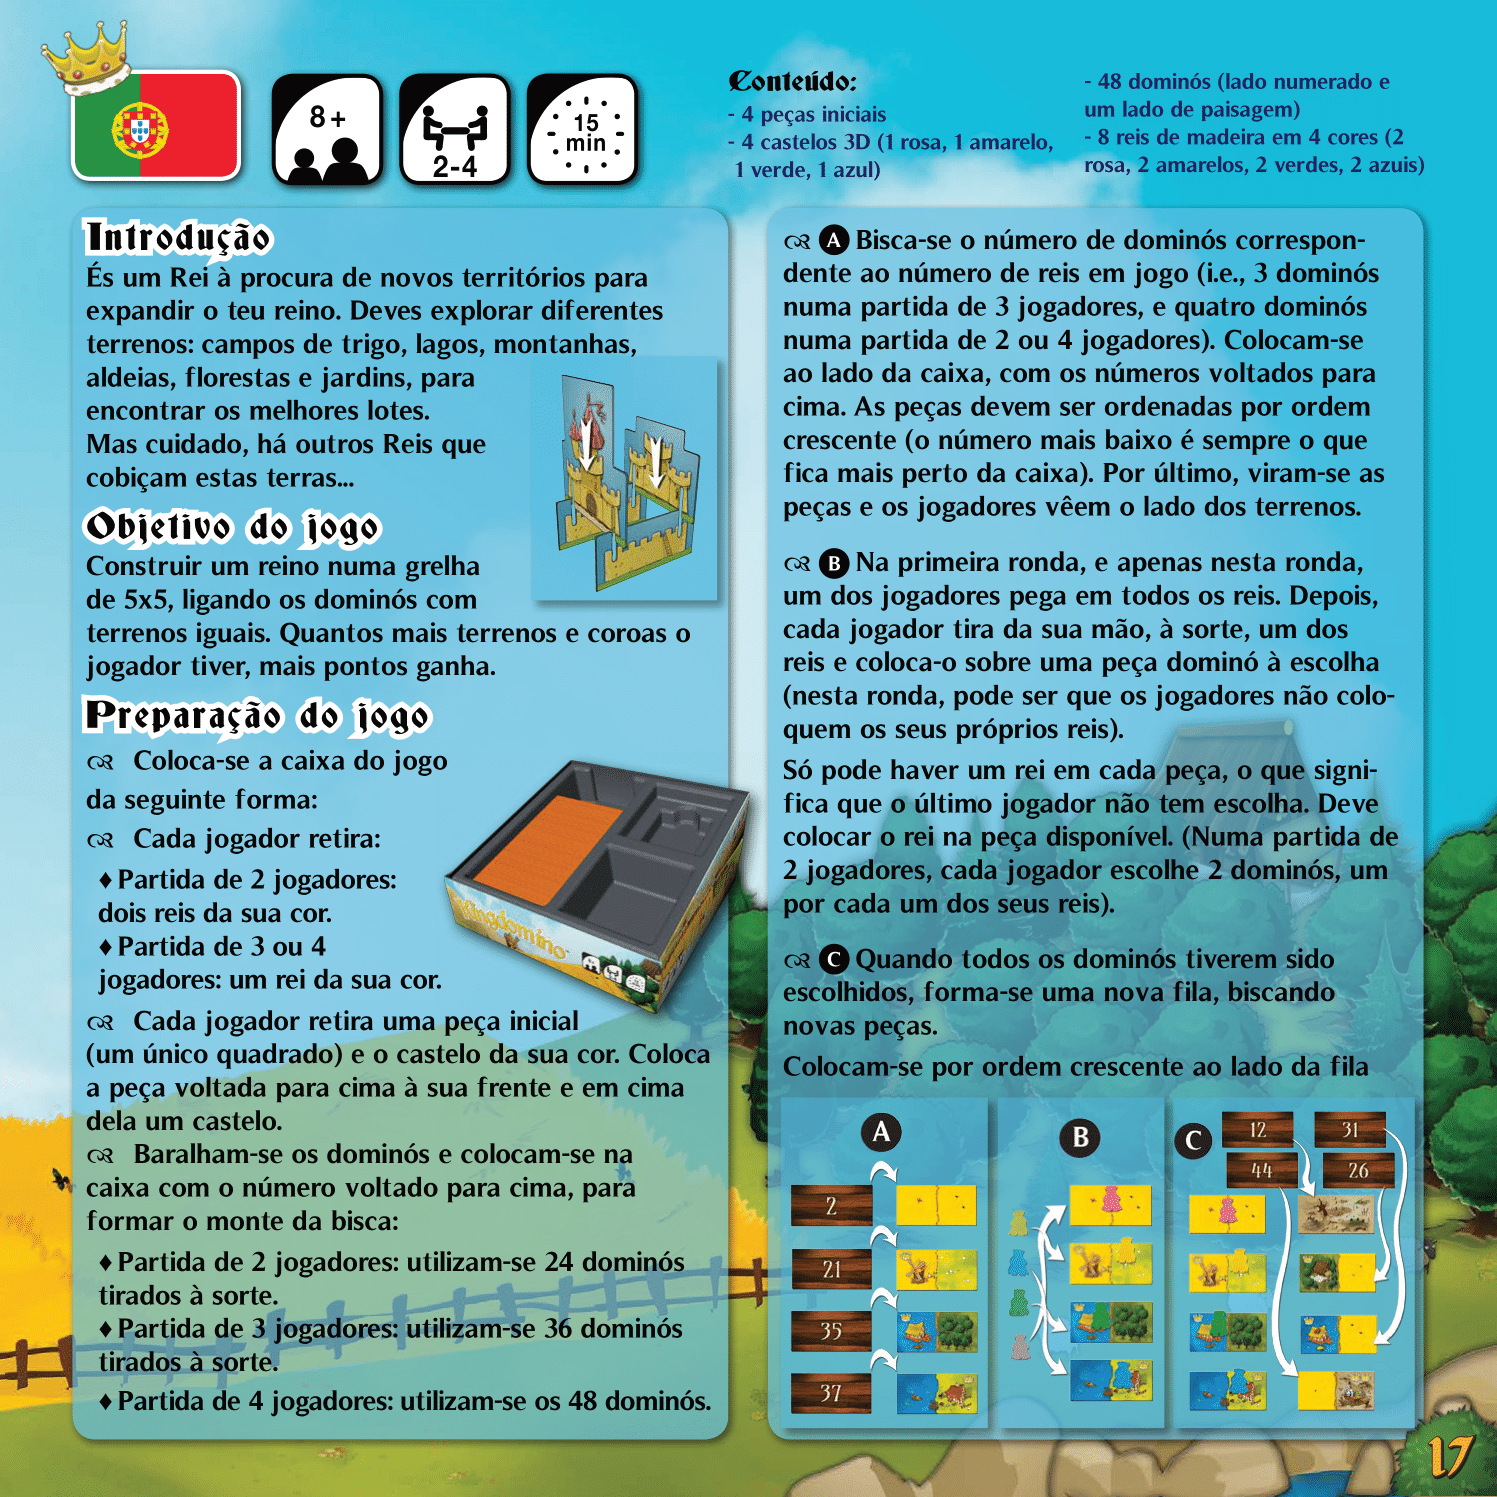 8+
2-4
15
min
Conteúdo:
- 4 peças iniciais
- 4 castelos 3D (1 rosa, 1 amarelo,
1 verde, 1 azul)
- 48 dominós (lado numerado e
um lado de paisagem)
- 8 reis de madeira em 4 cores (2
rosa, 2 amarelos, 2 verdes, 2 azuis)
Introdução
És um Rei à procura de novos territórios para
expandir o teu reino. Deves explorar diferentes
terrenos: campos de trigo, lagos, montanhas,
aldeias, florestas e jardins, para
encontrar os melhores lotes.
Mas cuidado, há outros Reis que
cobiçam estas terras...
Objetivo do jogo
Construir um reino numa grelha
de 5x5, ligando os dominós com
terrenos iguais. Quantos mais terrenos e coroas o
jogador tiver, mais pontos ganha.
Preparação do jogo
Coloca-se a caixa do jogo
da seguinte forma:
Cada jogador retira:
♦ Partida de 2 jogadores:
dois reis da sua cor.
♦ Partida de 3 ou 4
jogadores: um rei da sua cor.
kingdomino
Cada jogador retira uma peça inicial
(um único quadrado) e o castelo da sua cor. Coloca
a peça voltada para cima à sua frente e em cima
dela um castelo.
Baralham-se os dominós e colocam-se na
caixa com o número voltado para cima, para
formar o monte da bisca:
♦ Partida de 2 jogadores: utilizam-se 24 dominós
tirados à sorte.
♦ Partida de 3 jogadores: utilizam-se 36 dominós
tirados à sorte.
♦ Partida de 4 jogadores: utilizam-se os 48 dominós.
A Bisca-se o número de dominós correspon-
dente ao número de reis em jogo (i.e., 3 dominós
numa partida de 3 jogadores, e quatro dominós
numa partida de 2 ou 4 jogadores). Colocam-se
ao lado da caixa, com os números voltados para
cima. As peças devem ser ordenadas por ordem
crescente (o número mais baixo é sempre o que
fica mais perto da caixa). Por último, viram-se as
peças e os jogadores vêem o lado dos terrenos.
B Na primeira ronda, e apenas nesta ronda,
um dos jogadores pega em todos os reis. Depois,
cada jogador tira da sua mão, à sorte, um dos
reis e coloca-o sobre uma peça dominó à escolha
(nesta ronda, pode ser que os jogadores não colo-
quem os seus próprios reis).
Só pode haver um rei em cada peça, o que signi-
fica que o último jogador não tem escolha. Deve
colocar o rei na peça disponível. (Numa partida de
2 jogadores, cada jogador escolhe 2 dominós, um
por cada um dos seus reis).
C Quando todos os dominós tiverem sido
escolhidos, forma-se uma nova fila, biscando
novas peças.
Colocam-se por ordem crescente ao lado da fila
A
2
21
35
37
B
C
12
31
44
26
17